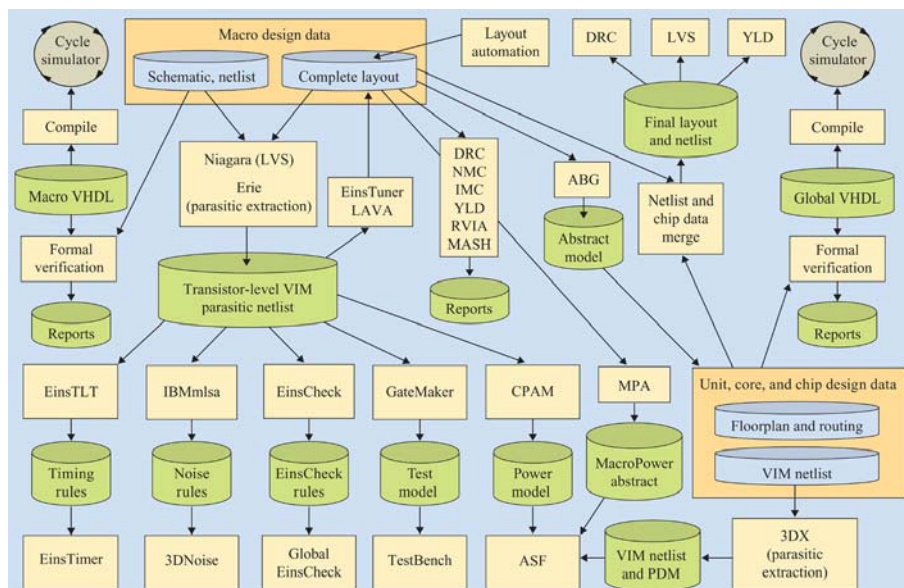 Cycle
simulator
Macro design data
Schematic, netlist
Complete layout
Layout
automation
DRC
LVS
YLD
Cycle
simulator
Compile
Final layout
and netlist
Compile
Niagara (LVS)
Erie
(parasitic extraction)
EinsTuner
LAVA
DRC
NMC
IMC
YLD
RVIA
MASH
ABG
Netlist and
chip data
merge
Macro VHDL
Global VHDL
Abstract
model
Formal
verification
Formal
verification
Transistor-level VIM
parasitic netlist
Reports
Reports
Reports
EinsTLT
IBMmlsa
EinsCheck
GateMaker
CPAM
MPA
Unit, core, and chip design data
Floorplan and routing
VIM netlist
Timing
rules
Noise
rules
EinsCheck
rules
Test
model
Power
model
MacroPower
abstract
EinsTimer
3DNoise
Global
EinsCheck
TestBench
ASF
VIM netlist
and PDM
3DX
(parasitic
extraction)